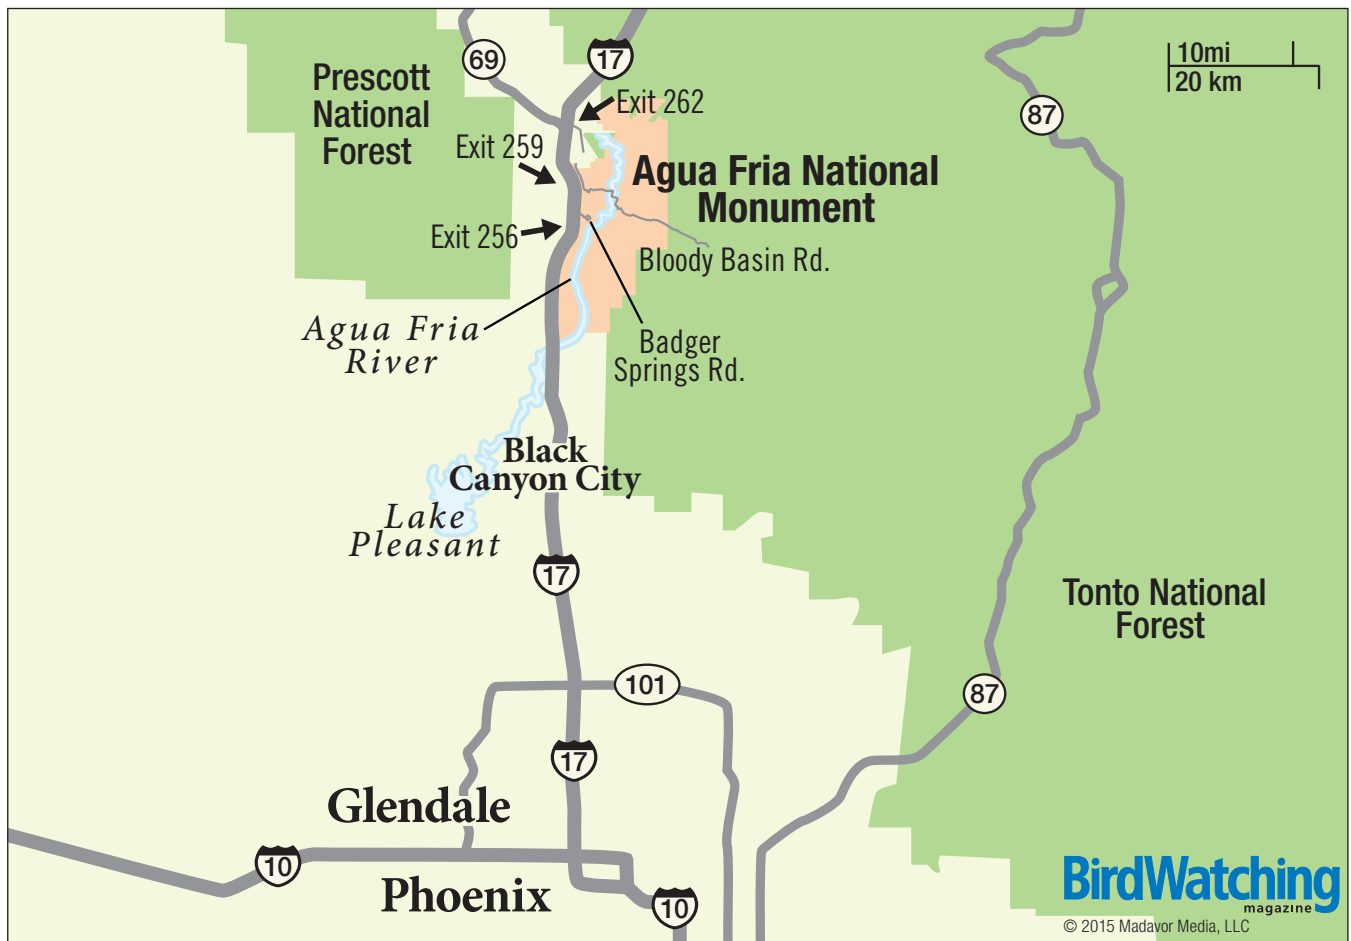 69
17
10mi
20 km
Prescott
National
Forest
Exit 262
87
Exit 259
Agua Fria National
Monument
Exit 256
Bloody Basin Rd.
Agua Fria
River
Badger
Springs Rd.
Black
Canyon City
Lake
Pleasant
17
Tonto National
Forest
101
87
17
Glendale
10
Phoenix
10
BirdWatching
magazine
© 2015 Madavor Media, LLC